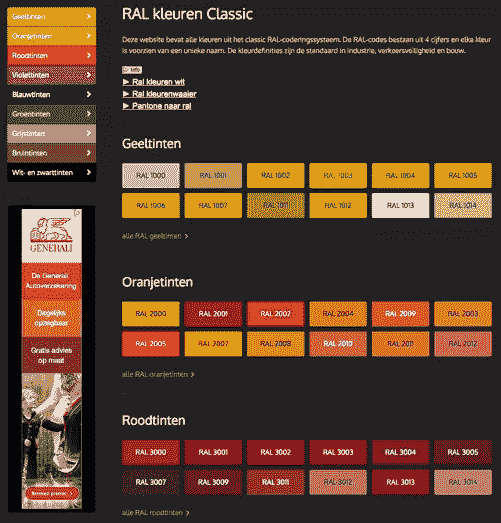 Geeltinten
Oranjetinten
Roodtinten
Violettinten
Blauwtinten
Groentinten
Grijstinten
Bruintinten
Wit- en zwarttinten
GENERALI
De Generali
Autoverzekering
Dagelijks
opzegbaar
Gratis advies
op maat
RAL kleuren Classic
Deze website bevat alle kleuren uit het classic RAL-coderingssysteem. De RAL-codes bestaan uit 4 cijfers en elka kleur
is voorzien van een unieke naam. De kleurdefinities zijn de standaard in industrie, verkeersveiligheid en bouw.
► Ral kleuren wit
► Ral kleurenwaaier
► Pantone naar ral
Geeltinten
RAL 1000 RAL 1001 RAL 1002 RAL 1003 RAL 1004 RAL 1005
RAL 1006 RAL 1007 RAL 1011 RAL 1012 RAL 1013 RAL 1014
alle RAL geeltinten
Oranjetinten
RAL 2000 RAL 2001 RAL 2002 RAL 2004 RAL 2009 RAL 2003
RAL 2005 RAL 2007 RAL 2008 RAL 2010 RAL 2011 RAL 2012
alle RAL oranjetinten
Roodtinten
RAL 3000 RAL 3001 RAL 3002 RAL 3003 RAL 3004 RAL 3005
RAL 3007 RAL 3009 RAL 3011 RAL 3012 RAL 3013 RAL 3014
alle RAL roodtinten